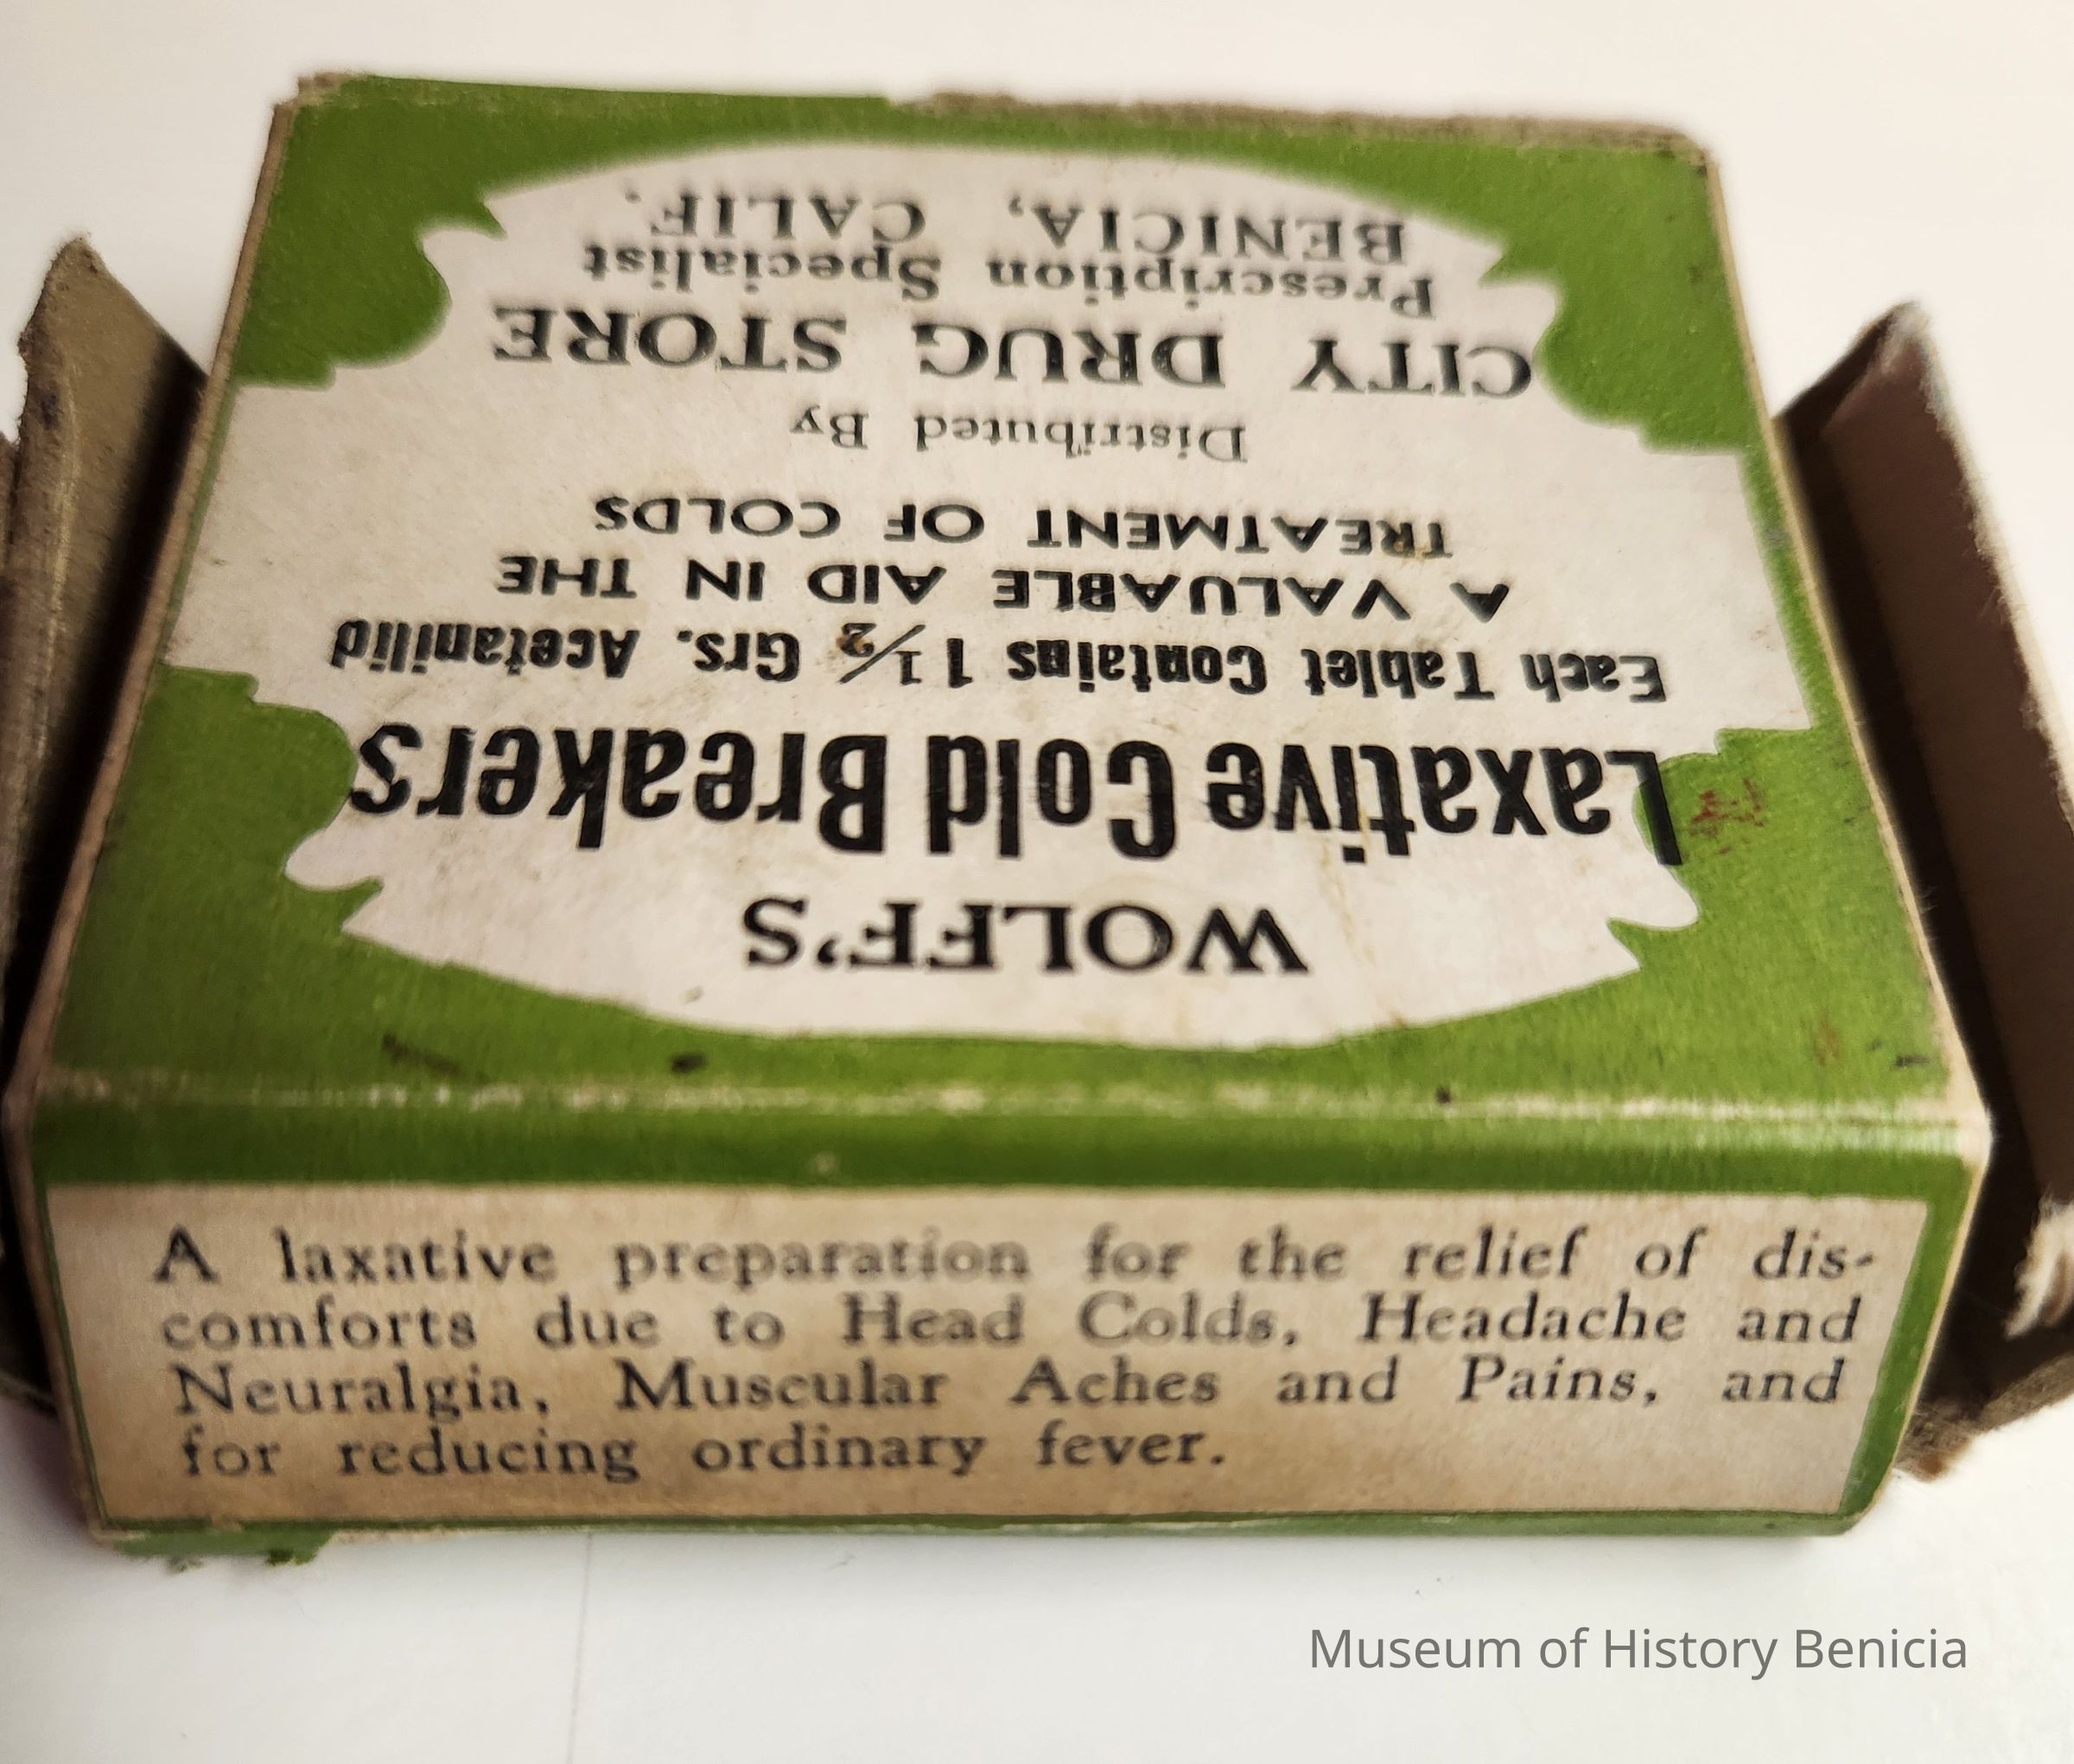 WOLFF'S
Laxative Cold Breakers
Each Tablet Contains 1 1/2 Grs. Acetanilid
A VALUABLE AID IN THE
TREATMENT OF COLDS
Distributed By
CITY DRUG STORE
Prescription Specialist
BENICIA, CALIF.
A laxative preparation for the relief of dis-
comforts due to Head Colds, Headache and
Neuralgia, Muscular Aches and Pains, and
for reducing ordinary fever.
Museum of History Benicia